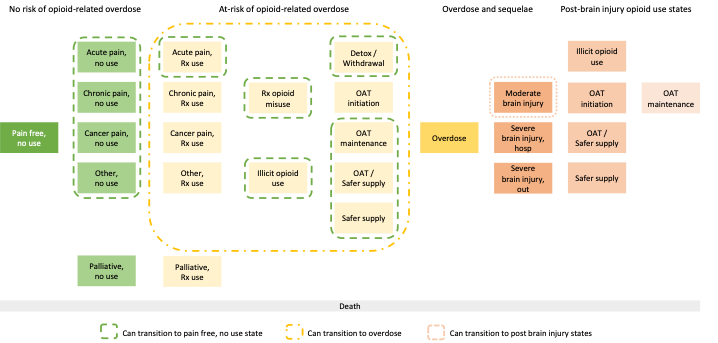 No risk of opioid-related overdose
At-risk of opioid-related overdose
Overdose and sequelae
Post-brain injury opioid use states
Acute pain,
no use
Acute pain,
Rx use
Detox /
Withdrawal
Illicit opioid
use
Chronic pain,
no use
Chronic pain,
Rx use
Rx opioid
misuse
OAT
initiation
Moderate
brain injury
OAT
initiation
OAT
maintenance
Pain free,
no use
Cancer pain,
no use
Cancer pain,
Rx use
OAT
maintenance
Overdose
Severe
brain injury,
hosp
OAT /
Safer supply
Other,
no use
Other,
Rx use
Illicit opioid
use
OAT /
Safer supply
Severe
brain injury,
out
Safer supply
Safer supply
Palliative,
no use
Palliative,
Rx use
Death
Can transition to pain free, no use state
Can transition to overdose
Can transition to post brain injury states